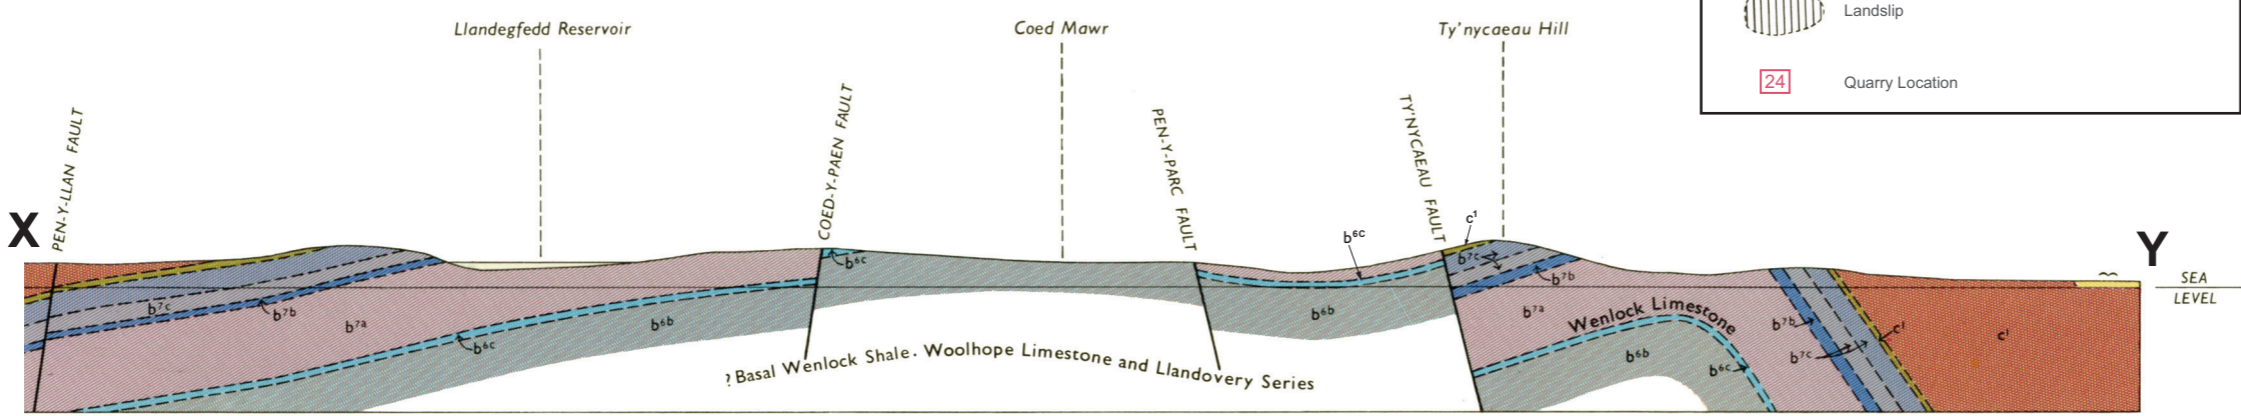 Llandegfedd Reservoir
Coed Mawr
Ty'nycaeau Hill
Landslip
24
Quarry Location
PEN-Y-LLAN FAULT
COED-Y-PAEN FAULT
PEN-Y-PARC FAULT
TY'NYCAEAU FAULT
X
Y
SEA
LEVEL
b⁶ᶜ
b⁶ᶜ
c¹
b⁷ᶜ
b⁷ᵇ
b⁷ᶜ
b⁷ᵇ
b⁷ᵃ
b⁶ᶜ
b⁶ᵇ
b⁶ᵇ
b⁷ᵃ
Wenlock Limestone
b⁶ᵇ
b⁶ᶜ
b⁷ᵇ
b⁷ᶜ
c¹
c¹
? Basal Wenlock Shale. Woolhope Limestone and Llandovery Series